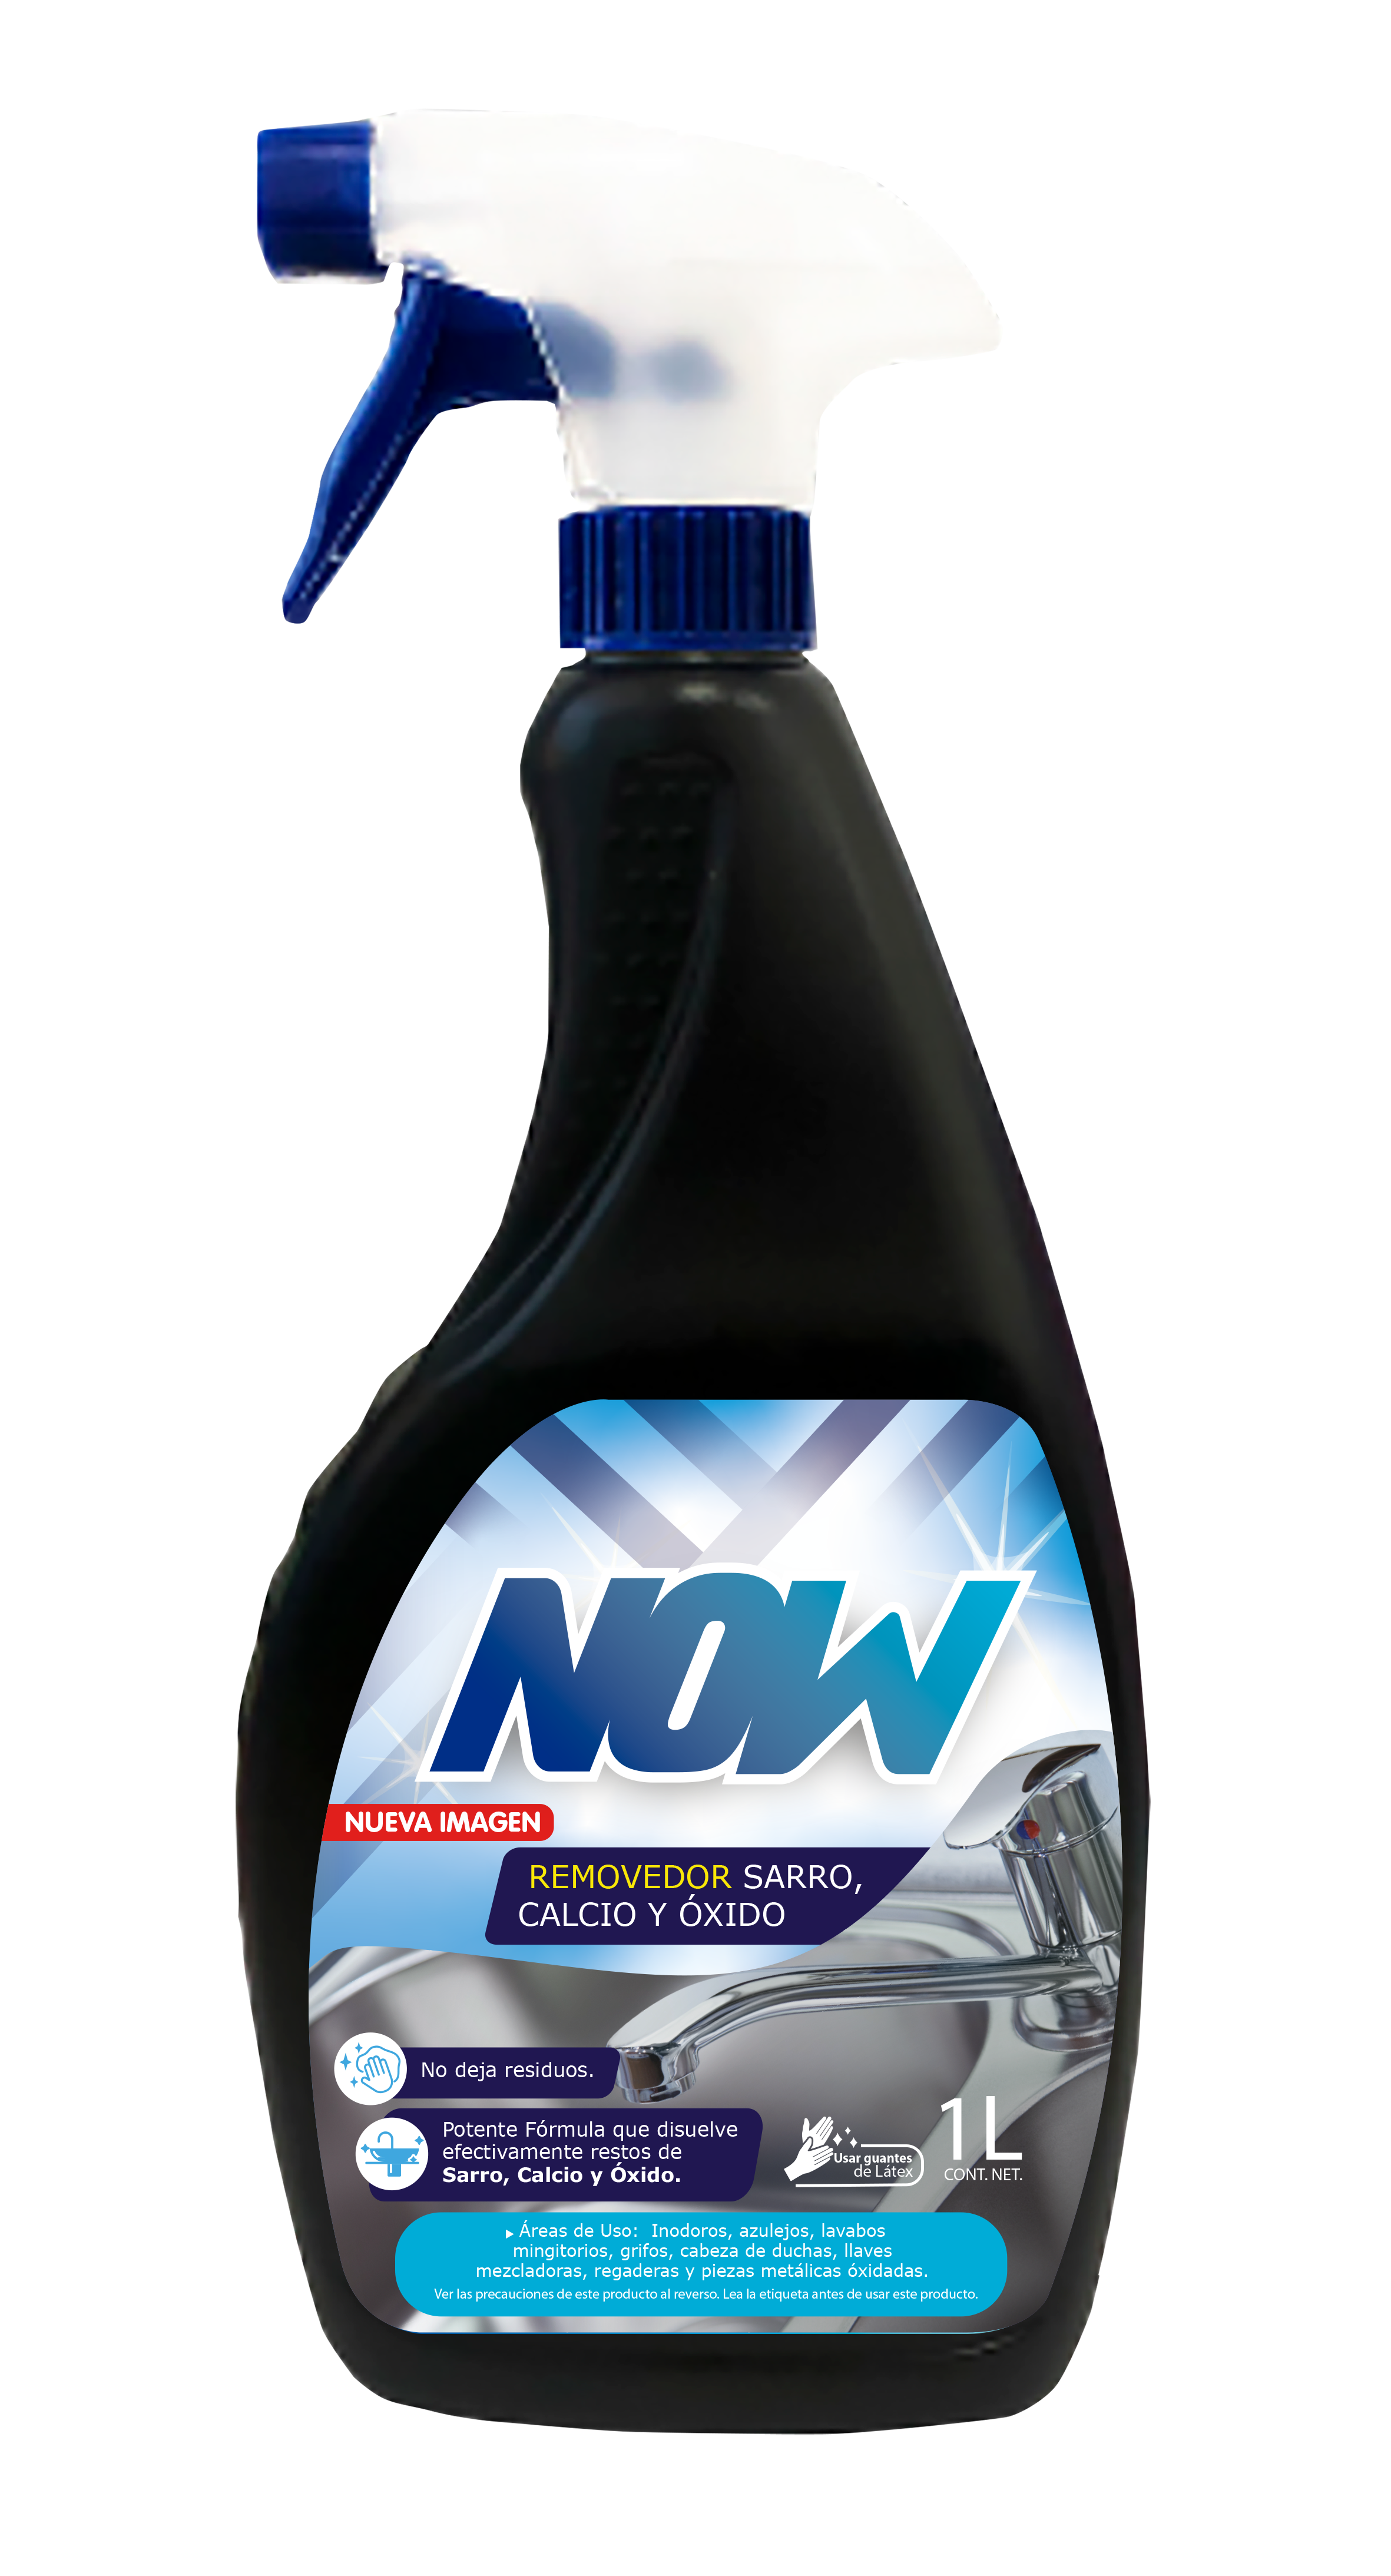 NOW
NUEVA IMAGEN
REMOVEDOR SARRO,
CALCIO Y ÓXIDO
No deja residuos.
Potente Fórmula que disuelve
efectivamente restos de
Sarro, Calcio y Óxido.
Usar guantes
de Látex
1L
CONT. NET.
▸ Áreas de Uso: Inodoros, azulejos, lavabos
mingitorios, grifos, cabeza de duchas, llaves
mezcladoras, regaderas y piezas metálicas óxidadas.
Ver las precauciones de este producto al reverso. Lea la etiqueta antes de usar este producto.